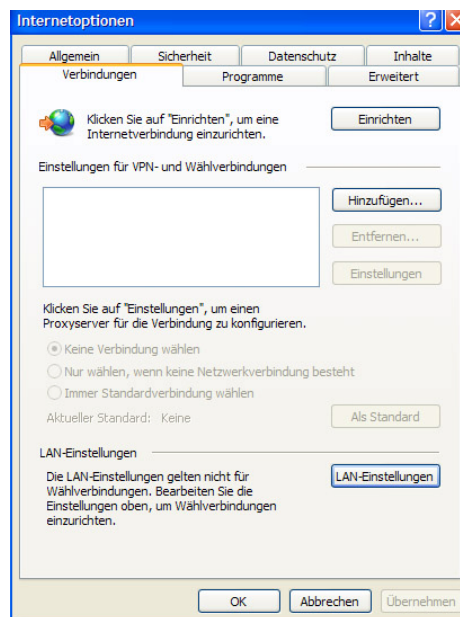 Internetoptionen
Allgemein Sicherheit Datenschutz Inhalte
Verbindungen Programme Erweitert
Klicken Sie auf "Einrichten", um eine
Internetverbindung einzurichten.
Einrichten
Einstellungen für VPN- und Wählverbindungen
Hinzufügen...
Entfernen...
Einstellungen
Klicken Sie auf "Einstellungen", um einen
Proxyserver für die Verbindung zu konfigurieren.
Keine Verbindung wählen
Nur wählen, wenn keine Netzwerkverbindung besteht
Immer Standardverbindung wählen
Aktueller Standard: Keine
Als Standard
LAN-Einstellungen
Die LAN-Einstellungen gelten nicht für
Wählverbindungen. Bearbeiten Sie die
Einstellungen oben, um Wählverbindungen
einzurichten.
LAN-Einstellungen
OK Abbrechen Übernehmen